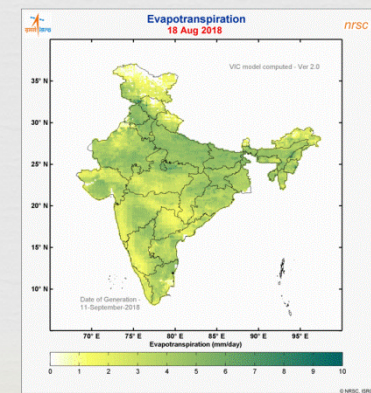 Evapotranspiration
18 Aug 2018
nrsc
VIC model computed - Ver 2.0
35° N
30° N
25° N
20° N
15° N
10° N
Date of Generation -
11-September-2018
70° E 75° E 80° E 85° E 90° E 95° E
Evapotranspiration (mm/day)
0 1 2 3 4 5 6 7 8 9 10